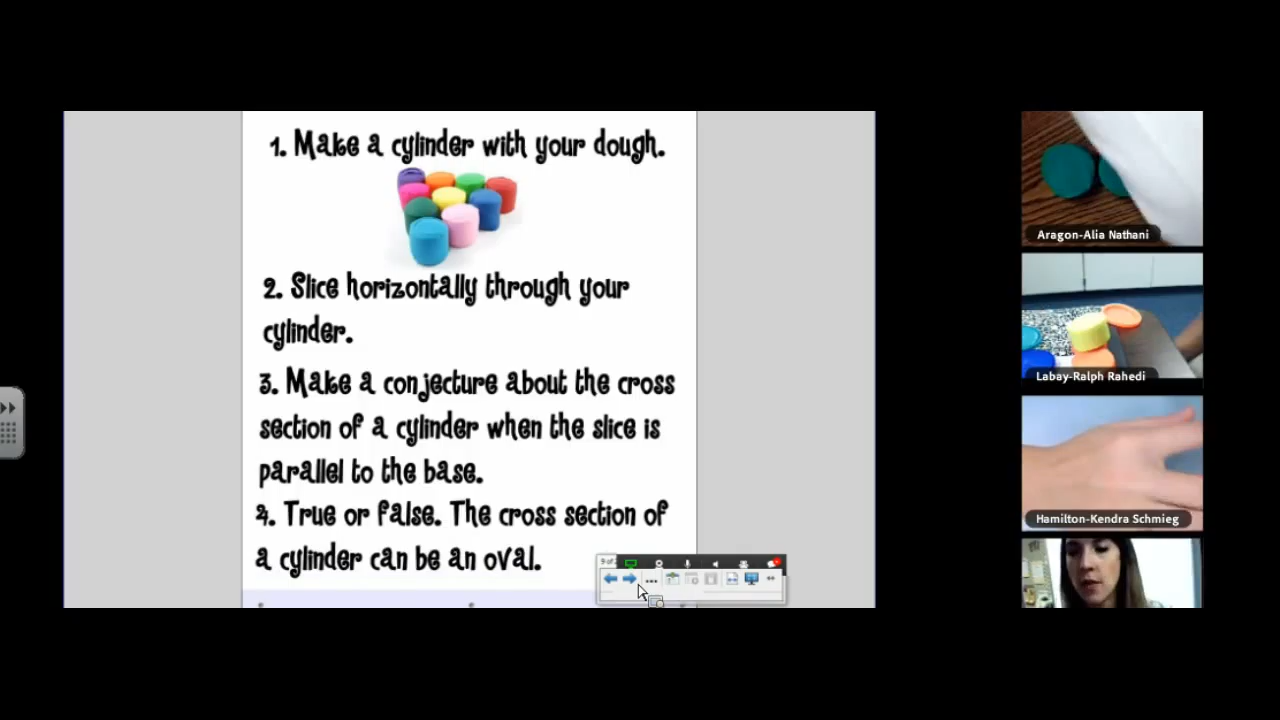 1. Make a cylinder with your dough.
2. Slice horizontally through your
cylinder.
3. Make a conjecture about the cross
section of a cylinder when the slice is
parallel to the base.
4. True or false. The cross section of
a cylinder can be an oval.
9 of
Aragon-Alia Nathani
Labay-Ralph Rahedi
Hamilton-Kendra Schmieg